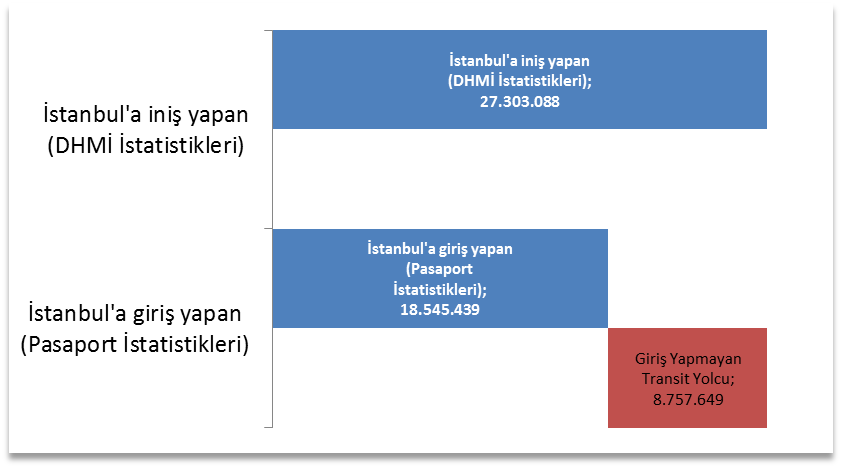 İstanbul'a iniş yapan
(DHMİ İstatistikleri)
İstanbul'a iniş yapan
(DHMİ İstatistikleri);
27.303.088
İstanbul'a giriş yapan
(Pasaport İstatistikleri)
İstanbul'a giriş yapan
(Pasaport
İstatistikleri);
18.545.439
Giriş Yapmayan
Transit Yolcu;
8.757.649